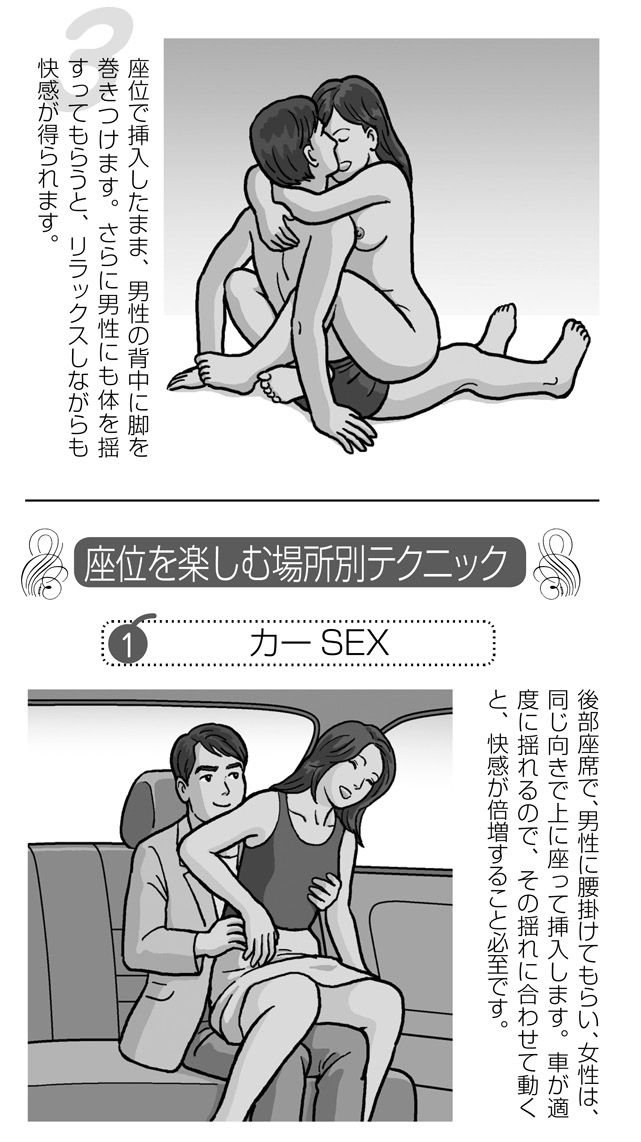 3
座位で挿入したまま、男性の背中に脚を
巻きつけます。さらに男性にも体を揺
すってもらうと、リラックスしながらも
快感が得られます。
座位を楽しむ場所別テクニック
1 カーSEX
後部座席で、男性に腰掛けてもらい、女性は、
同じ向きで上に座って挿入します。車が適
度に揺れるので、その揺れに合わせて動く
と、快感が倍増すること必至です。